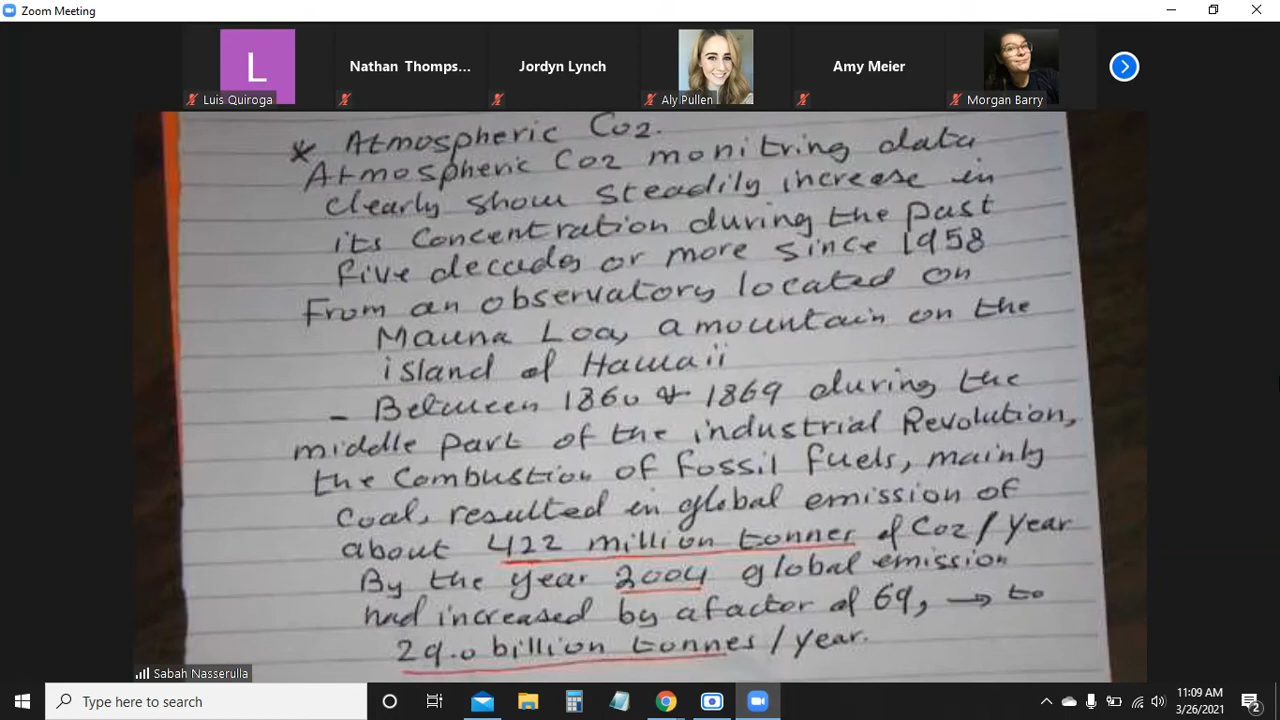 Zoom Meeting
L
Luis Quiroga
Nathan Thomps...
Jordyn Lynch
Aly Pullen
Amy Meier
Morgan Barry
* Atmospheric Co2.
Atmospheric Co2 monitring data
clearly show steadily increase in
its concentration during the past
five decades or more since 1958
From an observatory located on
Mauna Loa, a mountain on the
island of Hawaii
- Between 1860 & 1869 during the
middle part of the industrial Revolution,
the Combustion of Fossil fuels, mainly
Coal, resulted in global emission of
about 422 million tonner of Co2 / year
By the year 2004 global emission
had increased by a factor of 69, → to
29.0 billion tonnes / year.
Sabah Nasserulla
Type here to search
11:09 AM
3/26/2021
2